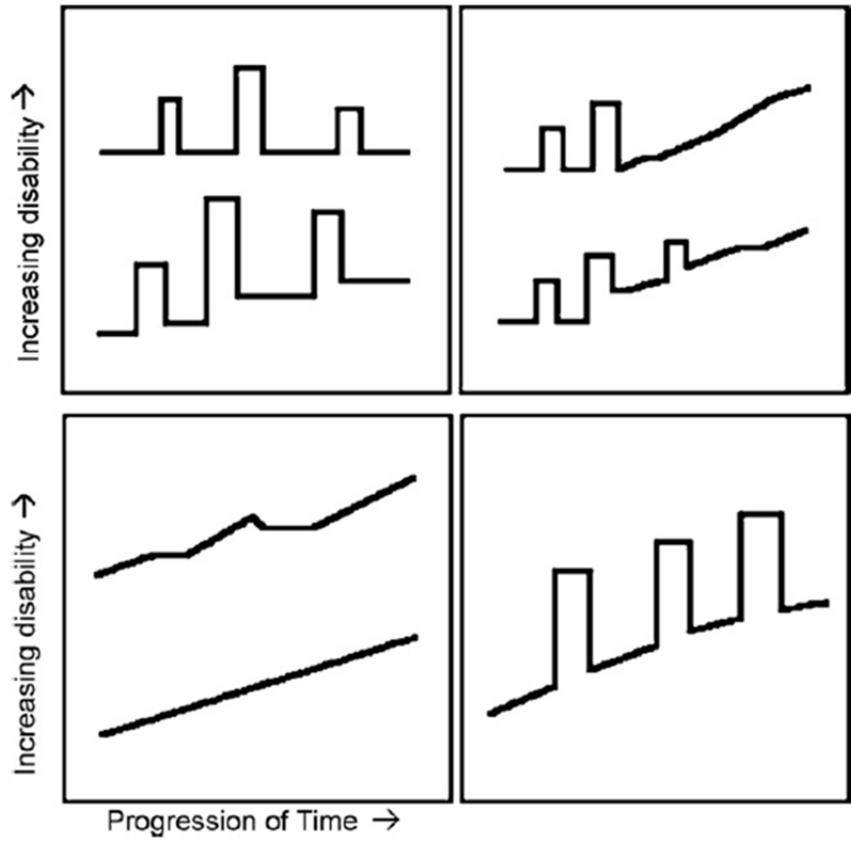 Increasing disability →
Increasing disability →
Progression of Time →